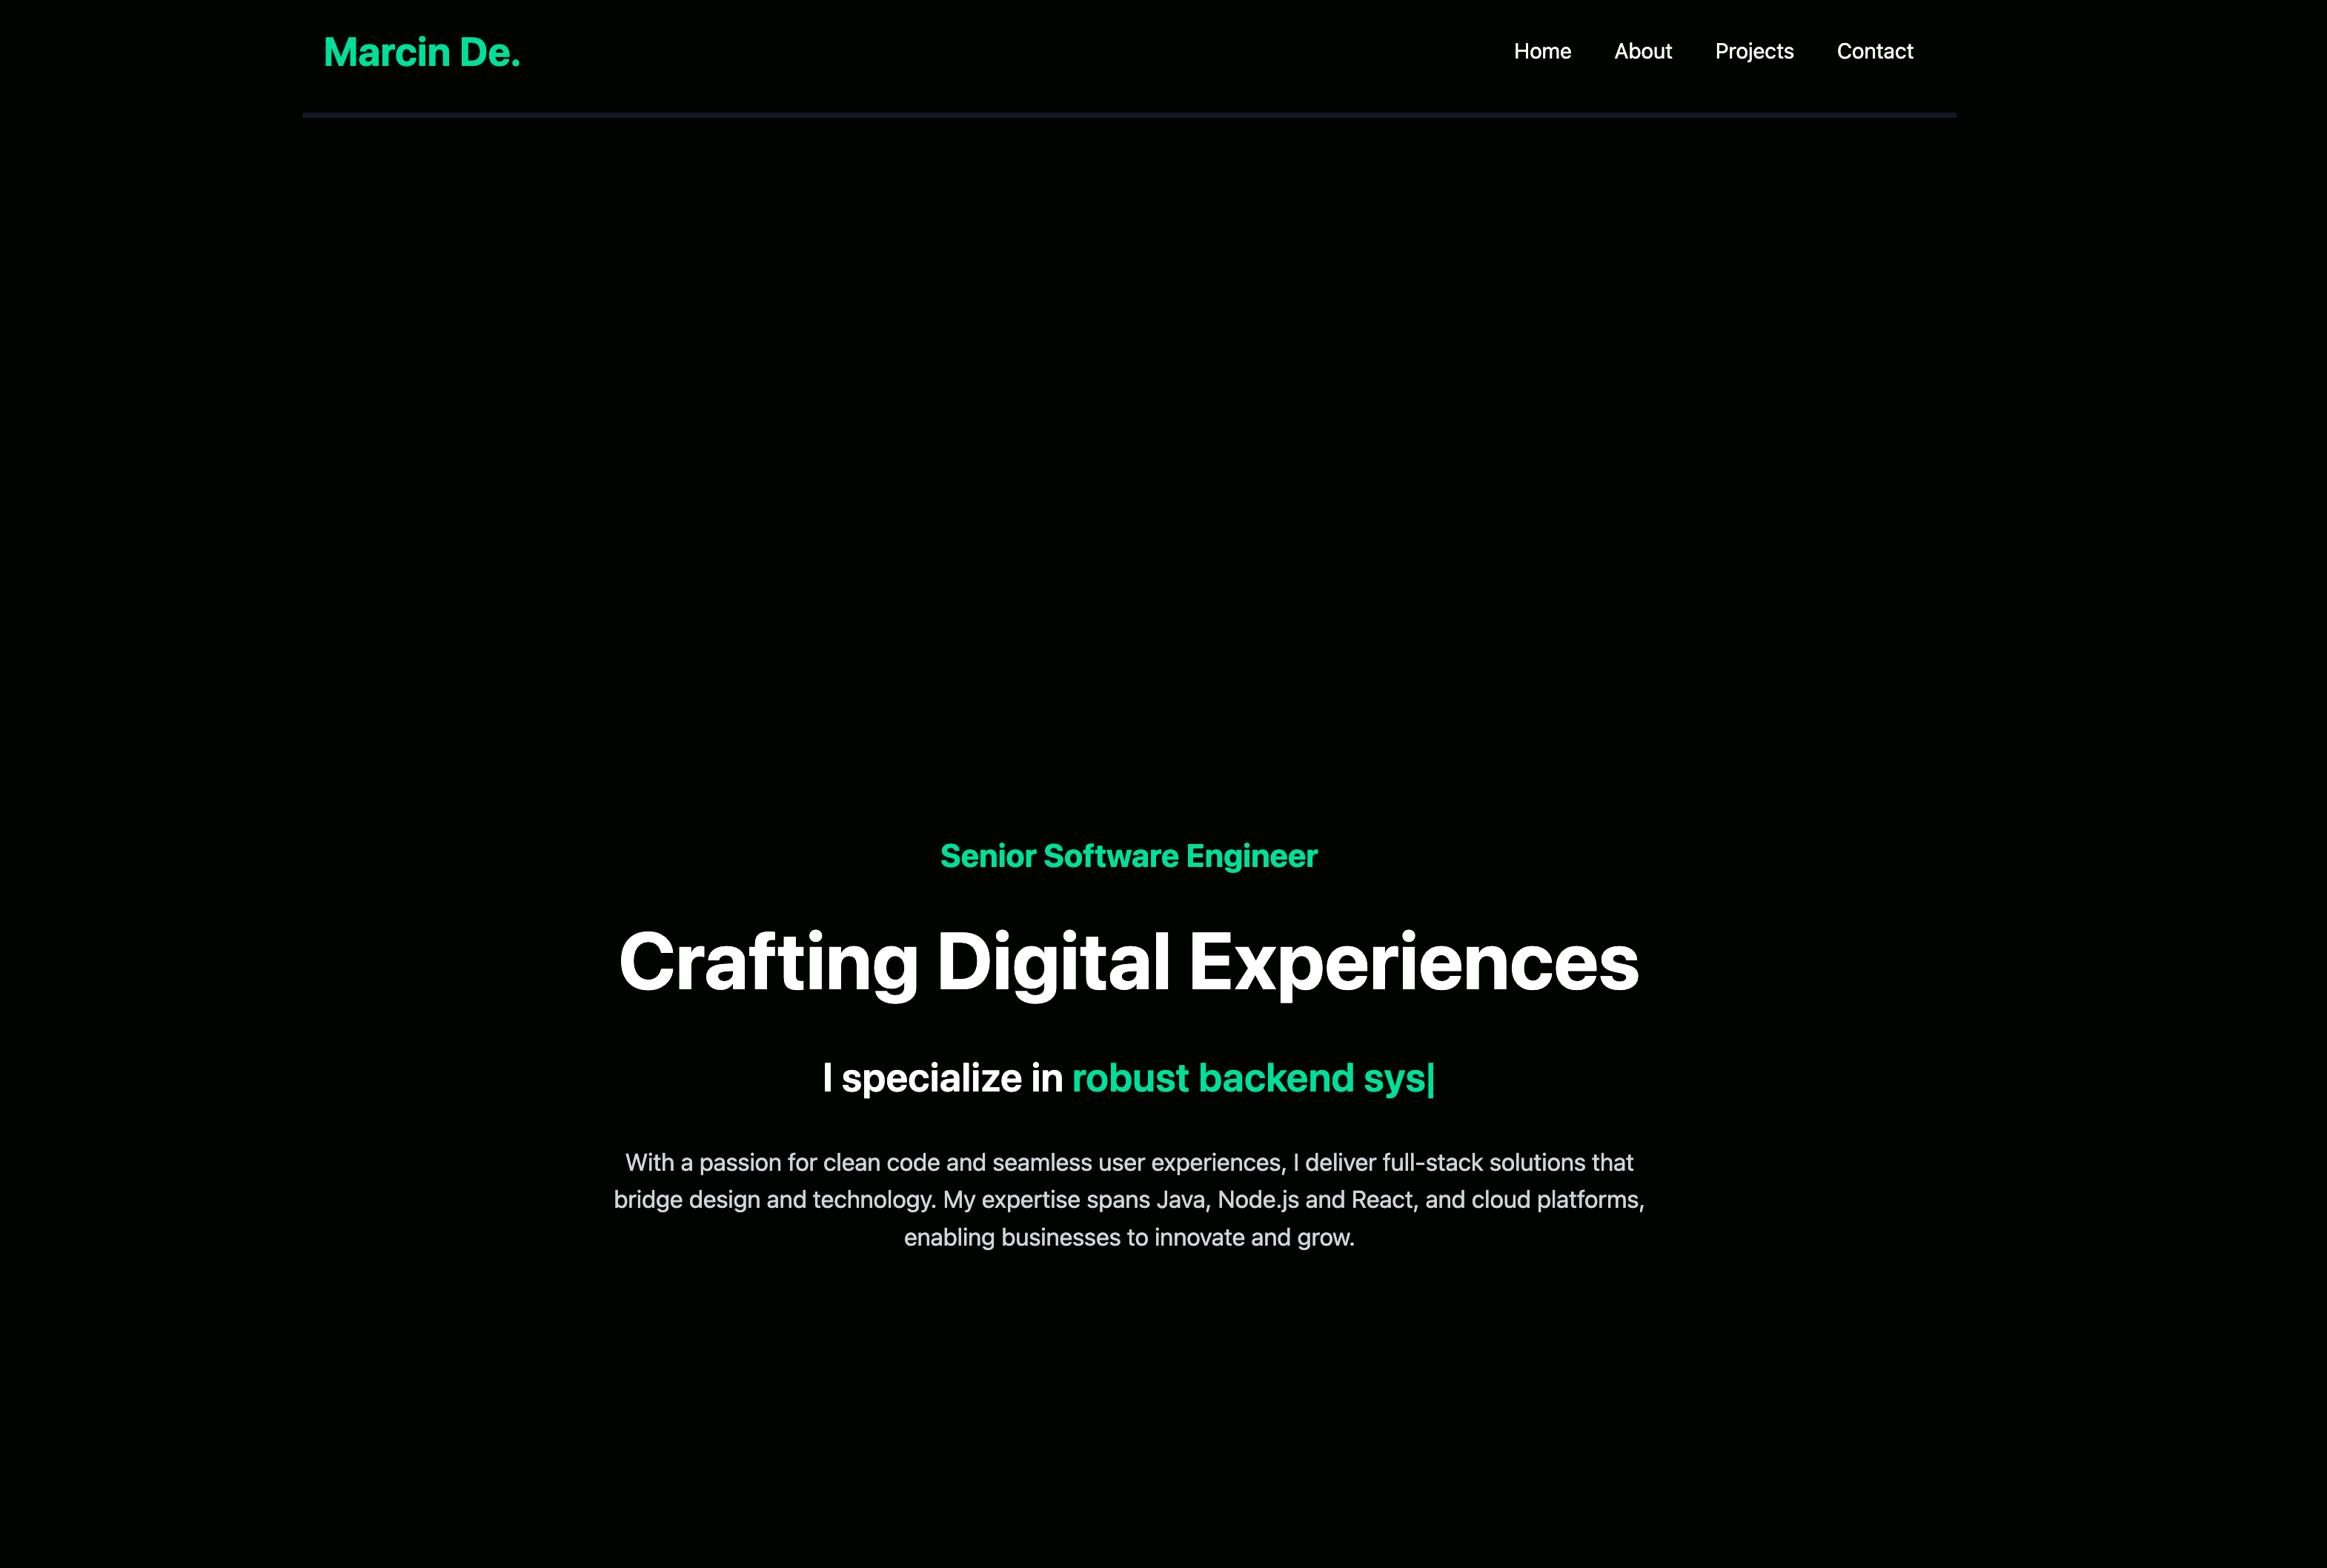 Marcin De.
Home About Projects Contact
Senior Software Engineer
Crafting Digital Experiences
I specialize in robust backend sys|
With a passion for clean code and seamless user experiences, I deliver full-stack solutions that
bridge design and technology. My expertise spans Java, Node.js and React, and cloud platforms,
enabling businesses to innovate and grow.